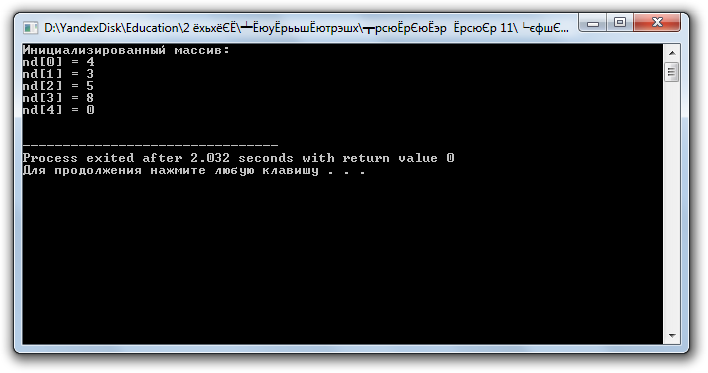 D:\YandexDisk\Education\2 ёхьхёЄЁ\┴ЁюуЁрььшЁютрэшх\┬рсюЁрЄюЁэр  ЁрсюЄр 11\ └єфшЄ...
Инициализированный массив:
nd[0] = 4
nd[1] = 3
nd[2] = 5
nd[3] = 8
nd[4] = 0
--------------------------------
Process exited after 2.032 seconds with return value 0
Для продолжения нажмите любую клавишу . . .